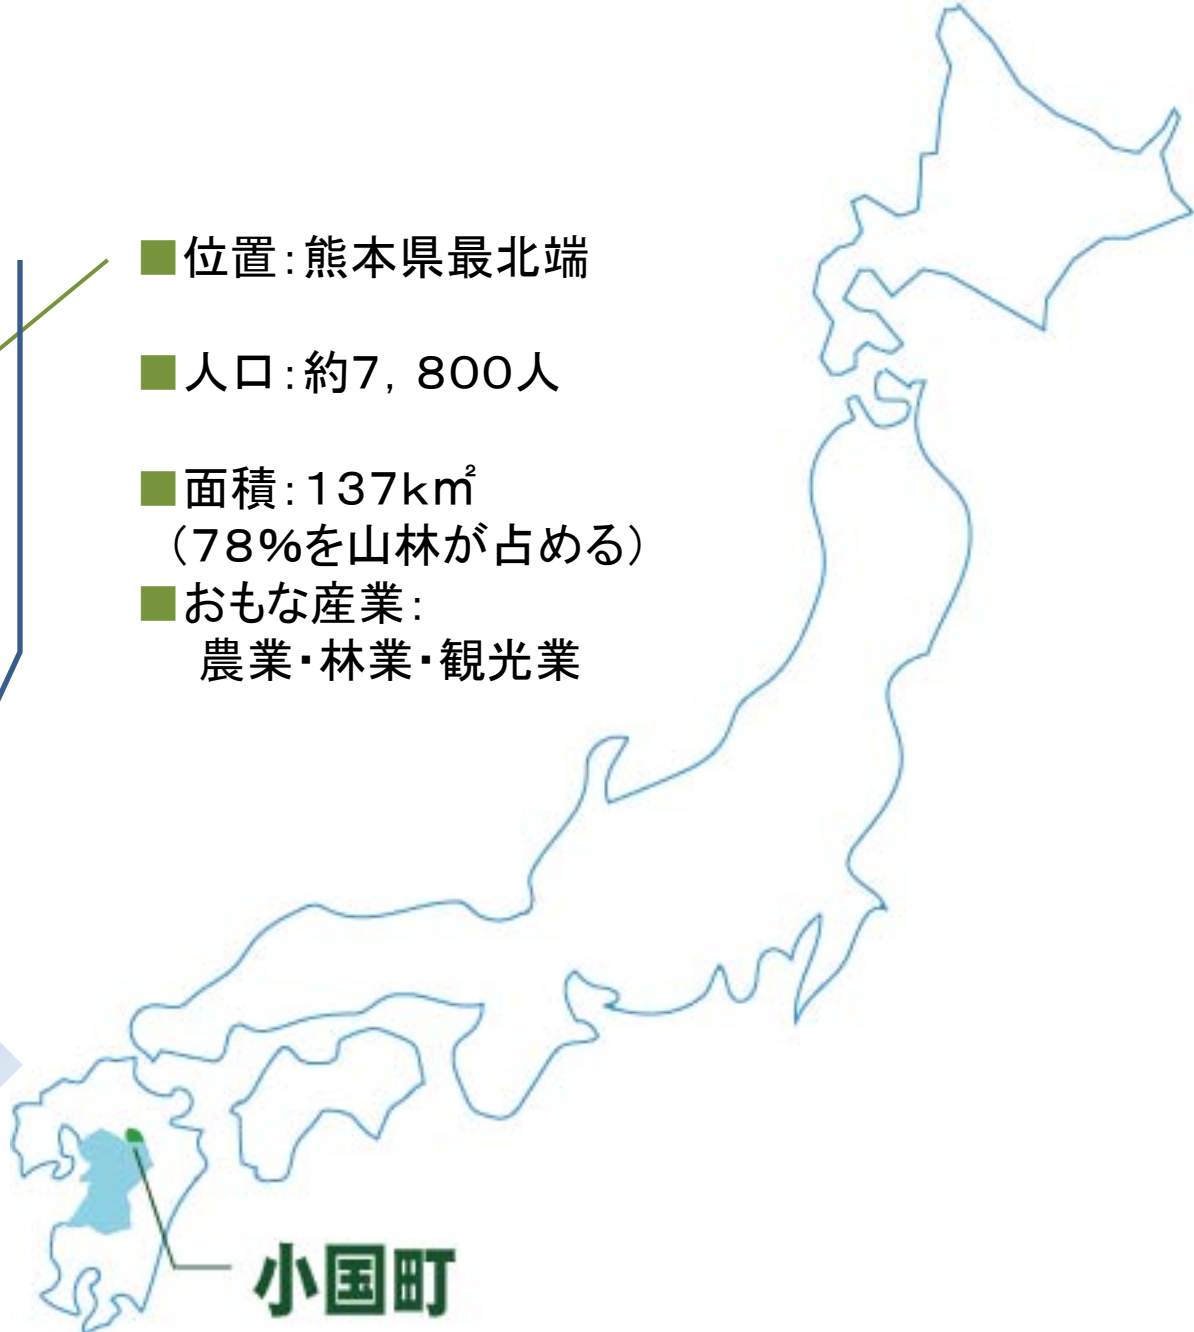 ■位置：熊本県最北端
■人口：約７，８００人
■面積：１３７ｋ㎡
（７８％を山林が占める）
■おもな産業：
農業・林業・観光業
小国町